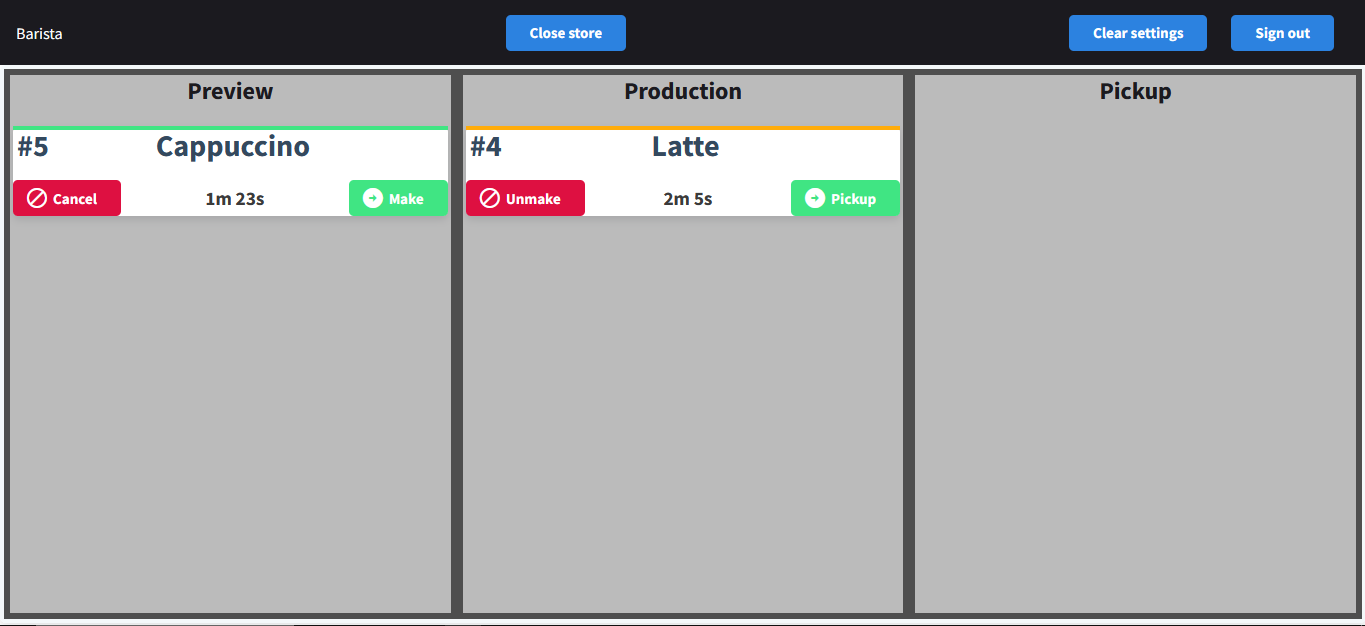 Barista
Close store
Clear settings
Sign out
Preview
#5
Cappuccino
Cancel
1m 23s
Make
Production
#4
Latte
Unmake
2m 5s
Pickup
Pickup